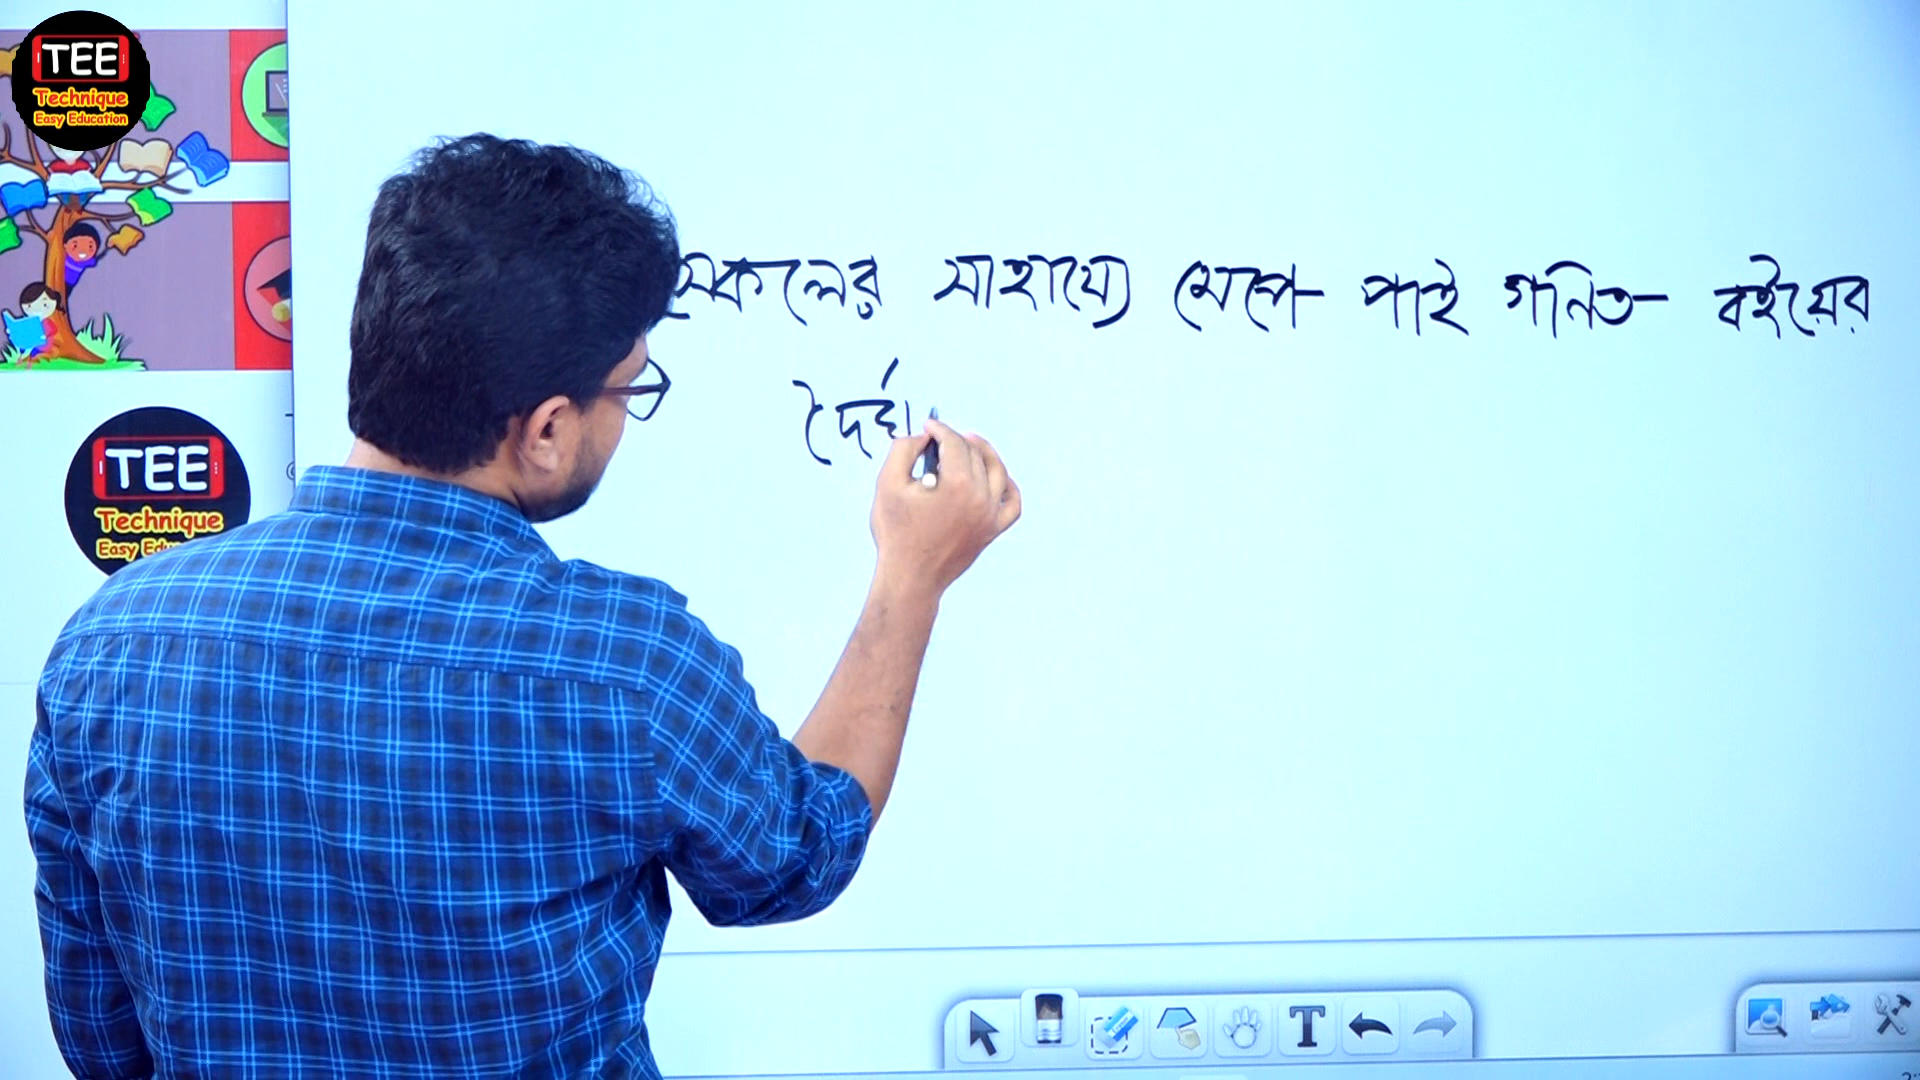 TEE
Technique
Easy Education
স্কেলের সাহায্যে মেপে পাই গনিত বইয়ের
দৈর্ঘ্য
TEE
Technique
T